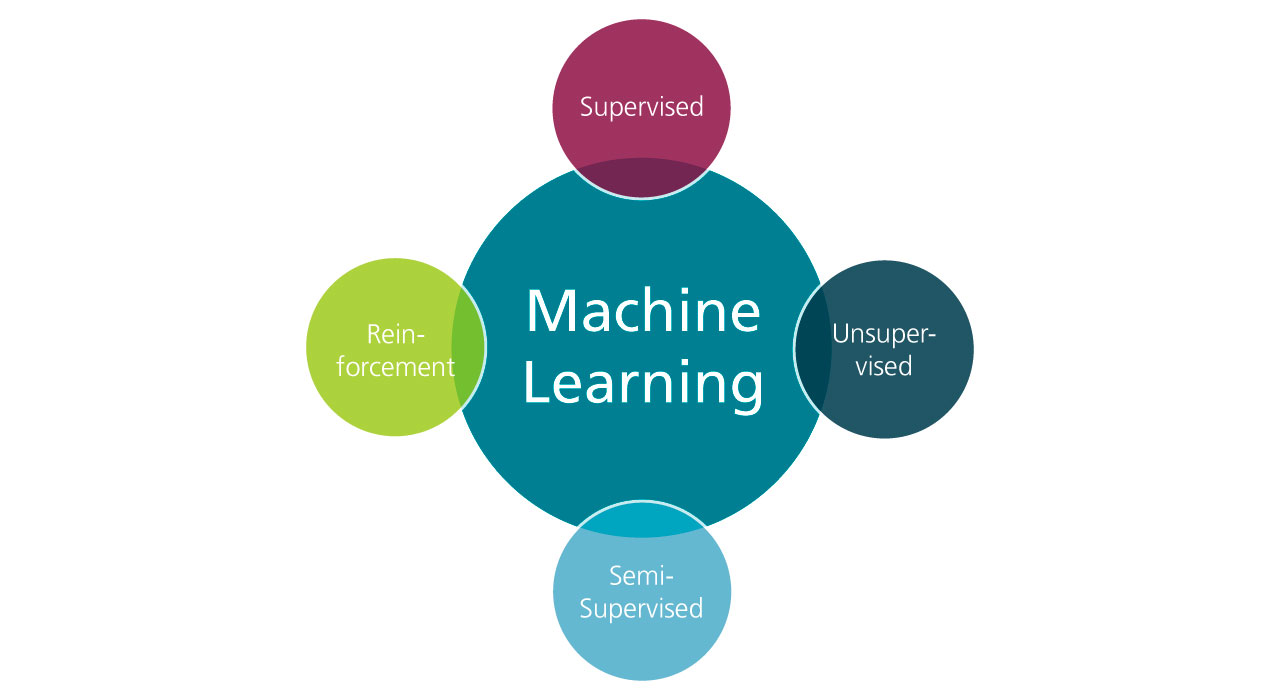 Supervised
Machine
Learning
Rein-
forcement
Unsuper-
vised
Semi-
Supervised